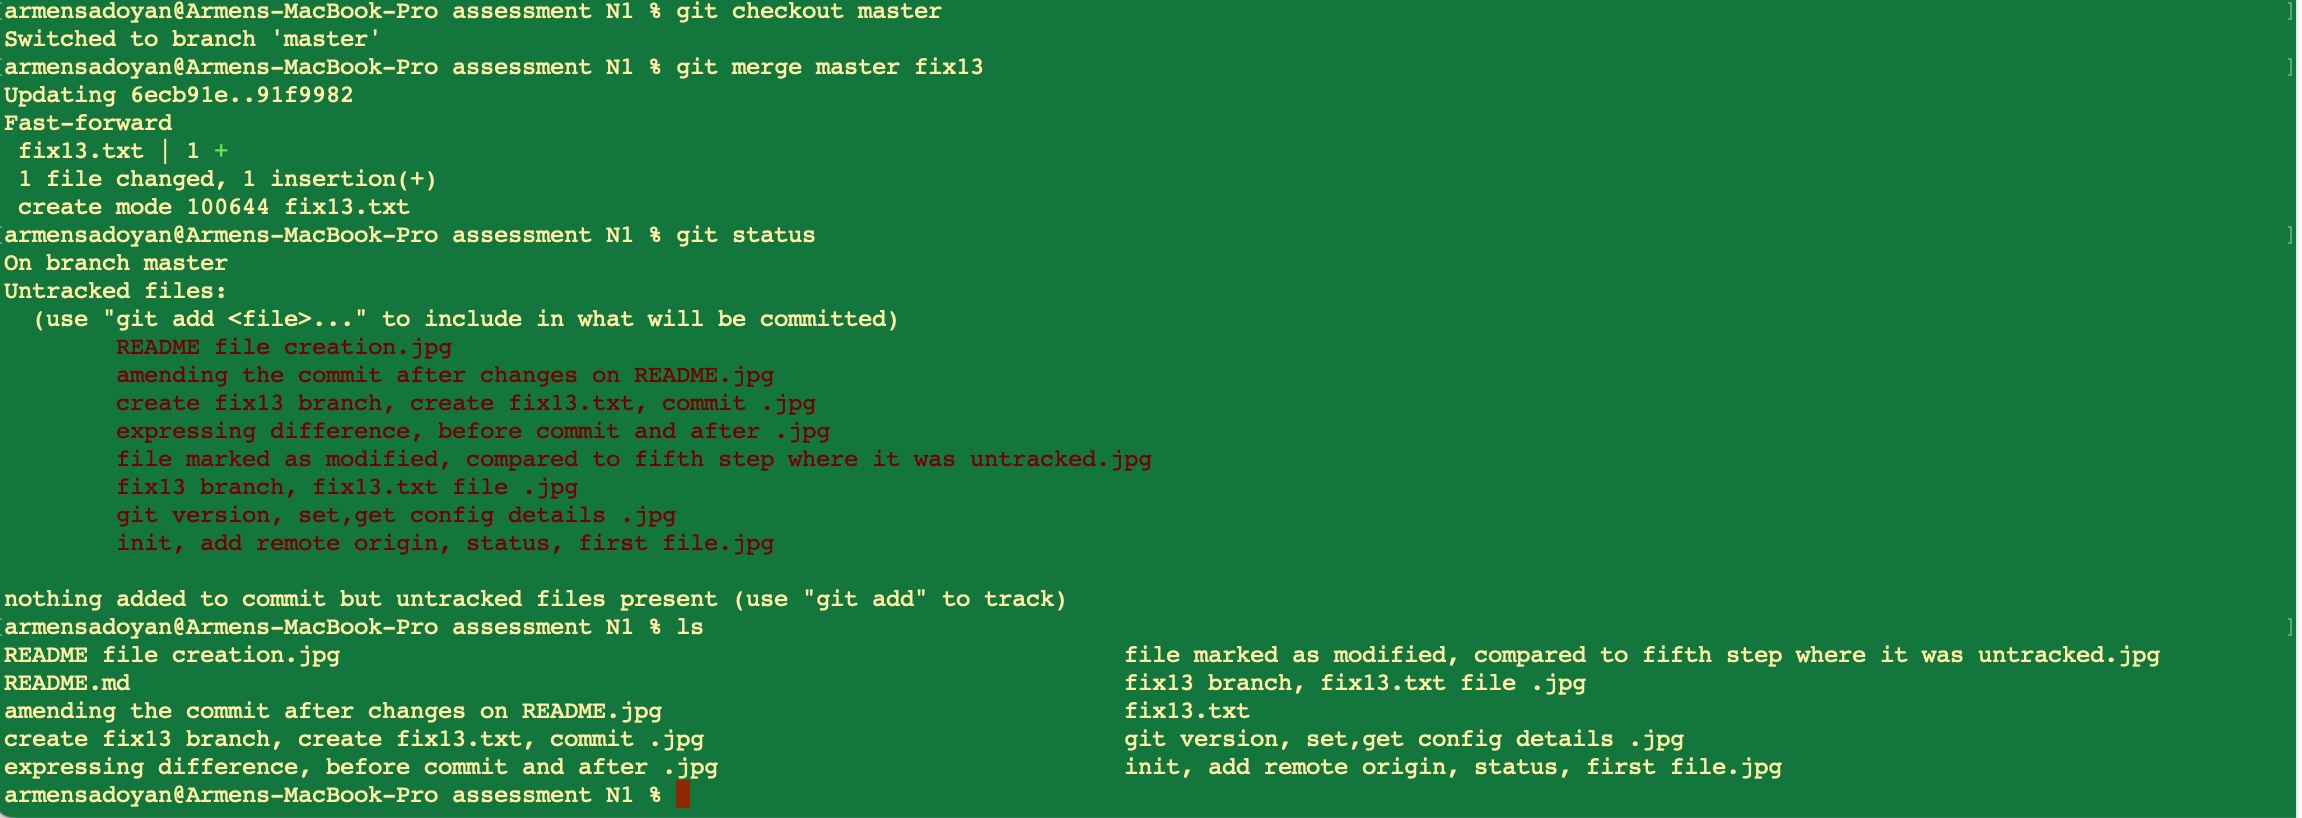 armensadoyan@Armens-MacBook-Pro assessment N1 % git checkout master
Switched to branch 'master'
armensadoyan@Armens-MacBook-Pro assessment N1 % git merge master fix13
Updating 6ecb91e..91f9982
Fast-forward
 fix13.txt | 1 +
 1 file changed, 1 insertion(+)
 create mode 100644 fix13.txt
armensadoyan@Armens-MacBook-Pro assessment N1 % git status
On branch master
Untracked files:
  (use "git add <file>..." to include in what will be committed)
        README file creation.jpg
        amending the commit after changes on README.jpg
        create fix13 branch, create fix13.txt, commit .jpg
        expressing difference, before commit and after .jpg
        file marked as modified, compared to fifth step where it was untracked.jpg
        fix13 branch, fix13.txt file .jpg
        git version, set,get config details .jpg
        init, add remote origin, status, first file.jpg

nothing added to commit but untracked files present (use "git add" to track)
armensadoyan@Armens-MacBook-Pro assessment N1 % ls
README file creation.jpg                                                        file marked as modified, compared to fifth step where it was untracked.jpg
README.md                                                                       fix13 branch, fix13.txt file .jpg
amending the commit after changes on README.jpg                                 fix13.txt
create fix13 branch, create fix13.txt, commit .jpg                              git version, set,get config details .jpg
expressing difference, before commit and after .jpg                             init, add remote origin, status, first file.jpg
armensadoyan@Armens-MacBook-Pro assessment N1 %